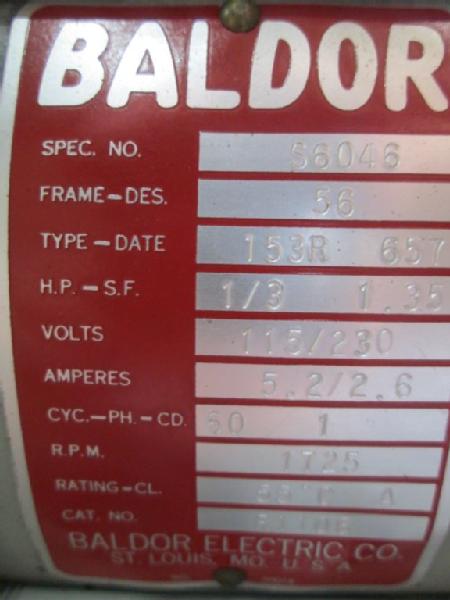 BALDOR
SPEC. NO. S6046
FRAME-DES. 56
TYPE-DATE 153R 657
H.P. - S.F. 1/3 1.35
VOLTS 115/230
AMPERES 5.2/2.6
CYC.-PH-CD. 60 1
R.P.M. 1725
RATING-CL. A
CAT. NO.
BALDOR ELECTRIC CO.
ST. LOUIS, MO. U.S.A